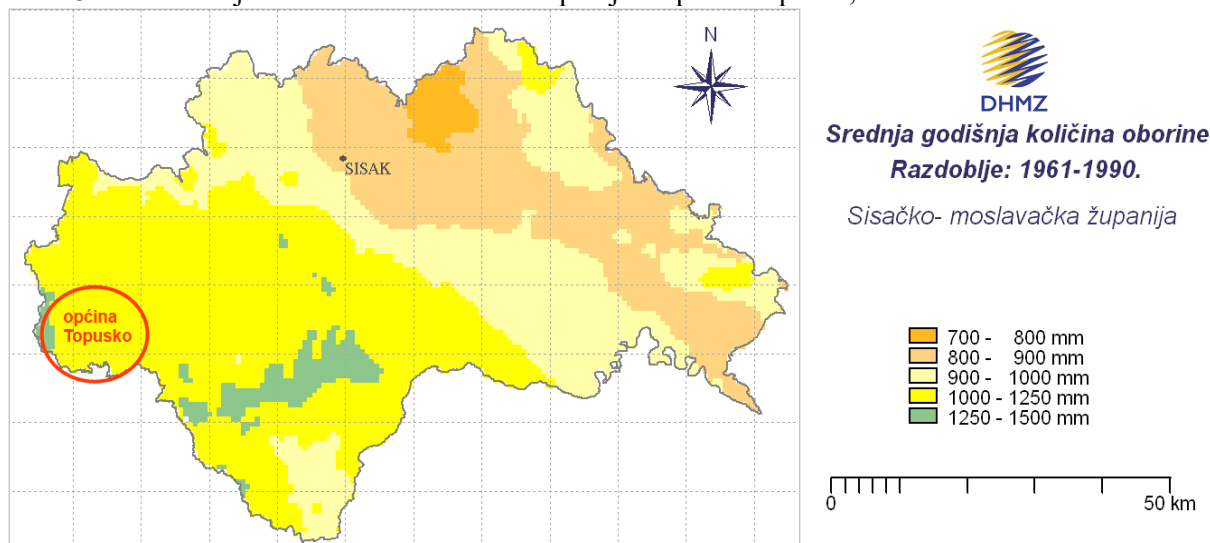 N
SISAK
općina
Topusko
DHMZ
Srednja godišnja količina oborine
Razdoblje: 1961-1990.
Sisačko- moslavačka županija
700 - 800 mm
800 - 900 mm
900 - 1000 mm
1000 - 1250 mm
1250 - 1500 mm
0 50 km